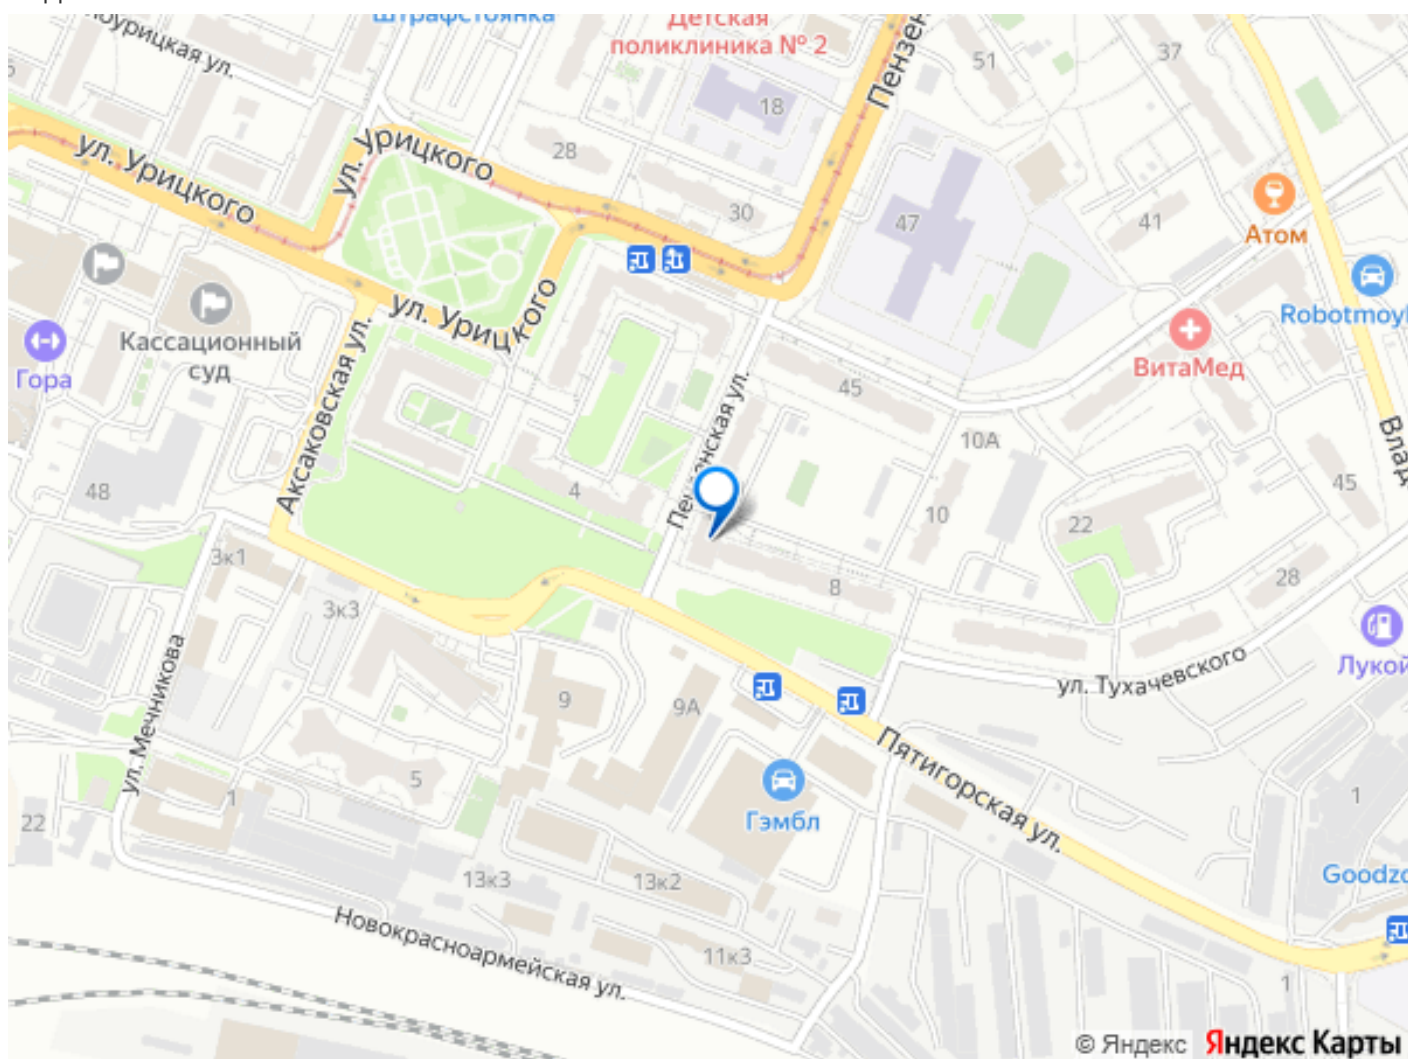 Штрафстоянка
Детская
поликлиника № 2
51
37
18
ул. Урицкого
ул. Урицкого
28
30
47
41
Атом
Кассационный
суд
Гора
ул. Урицкого
Robotmoy
ВитаМед
45
Аксаковская ул.
10А
48
4
10
22
45
3к1
3к3
8
28
Лукой
ул. Тухачевского
ул. Мечникова
9
9А
5
1
22
Гэмбл
Пятигорская ул.
1
13к3
13к2
Goodzo
Новокрасноармейская ул.
11к3
1
© Яндекс
Яндекс Карты